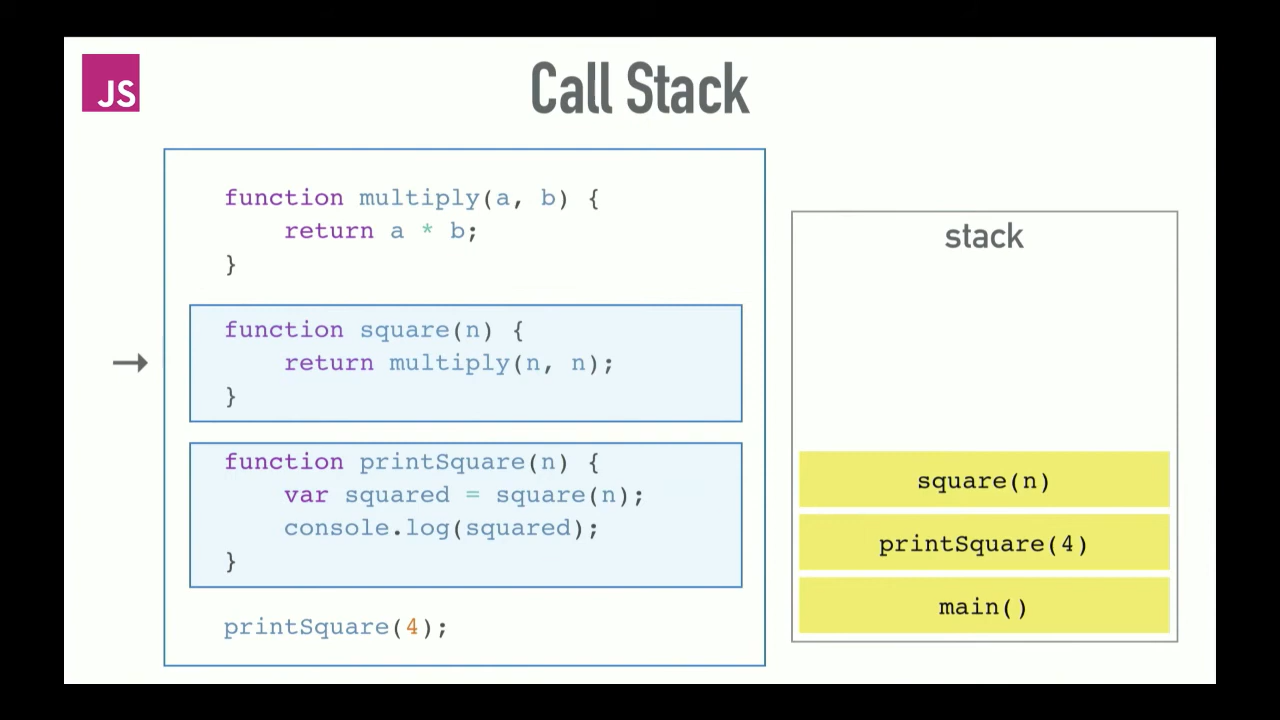 JS
Call Stack
function multiply(a, b) {
    return a * b;
}
function square(n) {
    return multiply(n, n);
}
function printSquare(n) {
    var squared = square(n);
    console.log(squared);
}
printSquare(4);
stack
square(n)
printSquare(4)
main()